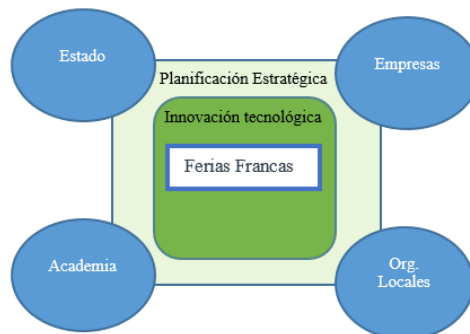 Estado
Empresas
Planificación Estratégica
Innovación tecnológica
Ferias Francas
Academia
Org.
Locales